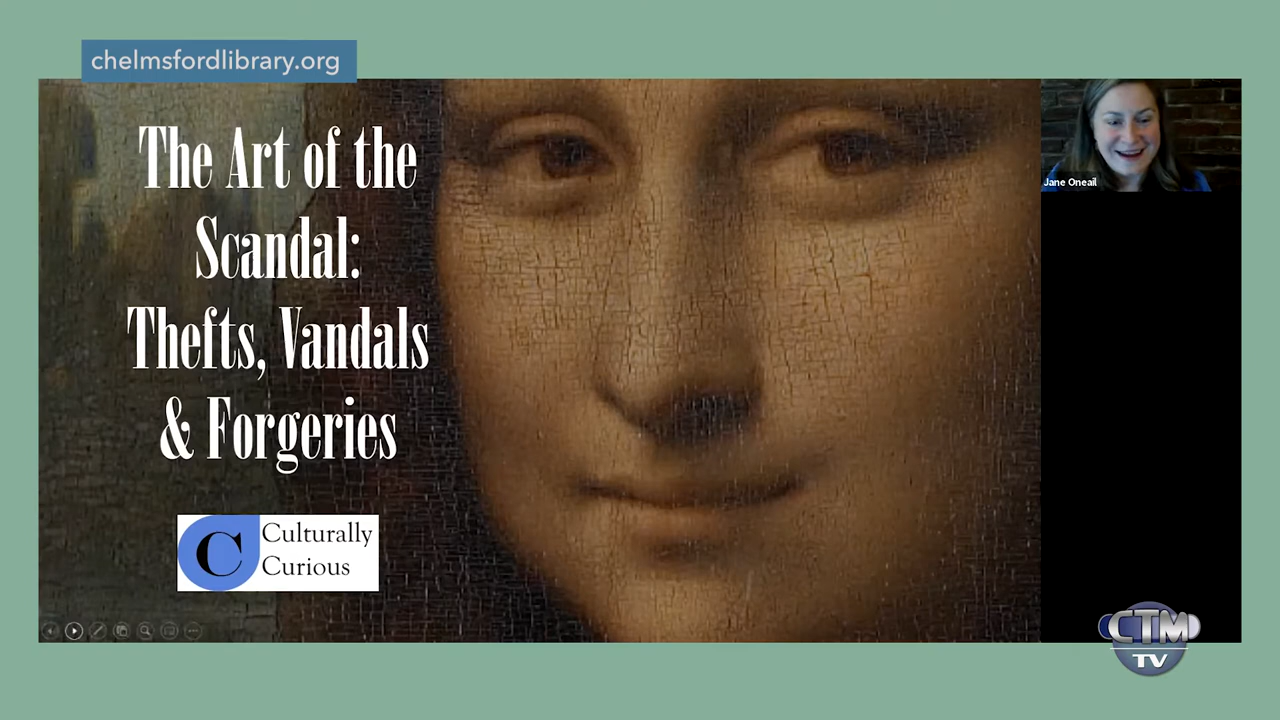 chelmsfordlibrary.org
The Art of the
Scandal:
Thefts, Vandals
& Forgeries
C
Culturally
Curious
Jane Oneail
CTM
TV